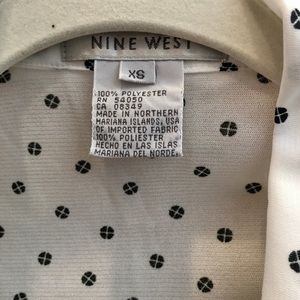 NINE WEST
XS
100% POLYESTER
RN 54050
CA 08349
MADE IN NORTHERN
MARIANA ISLANDS, USA
OF IMPORTED FABRIC
100% POLIESTER
HECHO EN LAS ISLAS
MARIANA DEL NORDE.